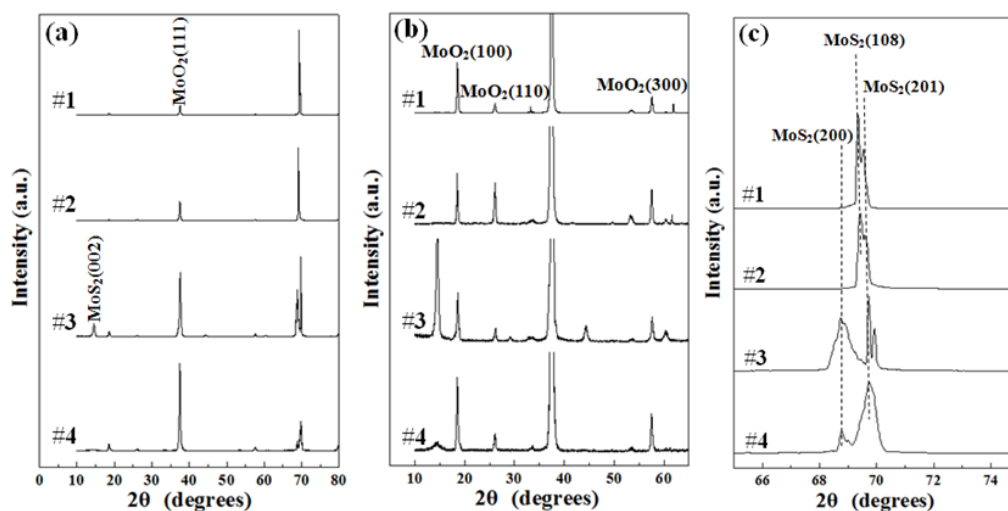 (a)
MoO₂(111)
#1
#2
MoS₂(002)
#3
#4
Intensity (a.u.)
0 10 20 30 40 50 60 70 80
2θ (degrees)
(b)
MoO₂(100)
MoO₂(110)
MoO₂(300)
#1
#2
#3
#4
Intensity (a.u.)
10 20 30 40 50 60
2θ (degrees)
(c)
MoS₂(108)
MoS₂(201)
MoS₂(200)
#1
#2
#3
#4
Intensity (a.u.)
66 68 70 72 74
2θ (degrees)